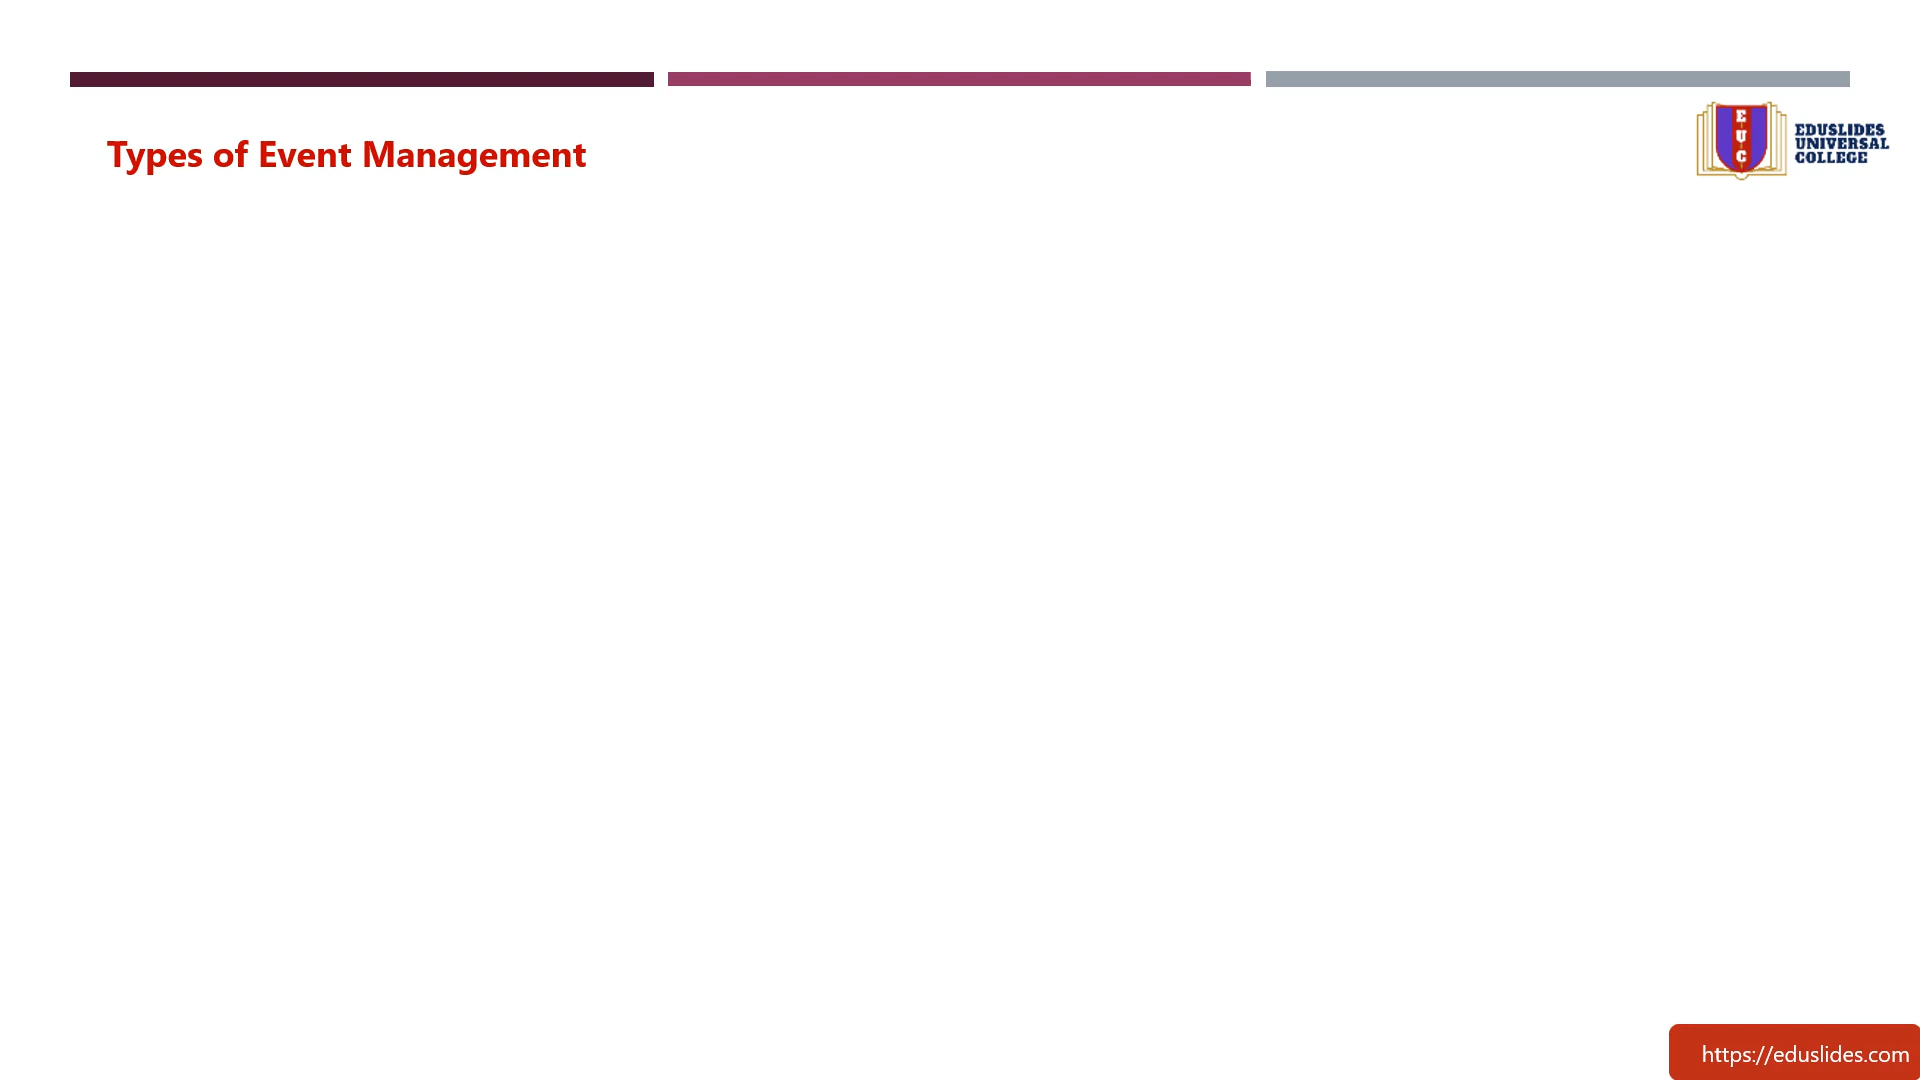 Types of Event Management
E
U
C
EDUSLIDES
UNIVERSAL
COLLEGE
https://eduslides.com